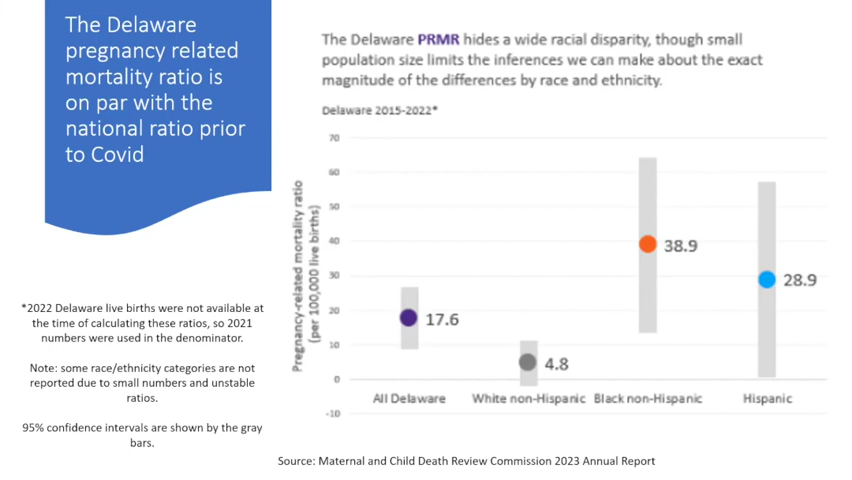 The Delaware
pregnancy related
mortality ratio is
on par with the
national ratio prior
to Covid
The Delaware PRMR hides a wide racial disparity, though small
population size limits the inferences we can make about the exact
magnitude of the differences by race and ethnicity.
Delaware 2015-2022*
Pregnancy-related mortality ratio
(per 100,000 live births)
70
60
50
40
30
20
10
0
-10
17.6
4.8
38.9
28.9
All Delaware
White non-Hispanic
Black non-Hispanic
Hispanic
*2022 Delaware live births were not available at
the time of calculating these ratios, so 2021
numbers were used in the denominator.
Note: some race/ethnicity categories are not
reported due to small numbers and unstable
ratios.
95% confidence intervals are shown by the gray
bars.
Source: Maternal and Child Death Review Commission 2023 Annual Report